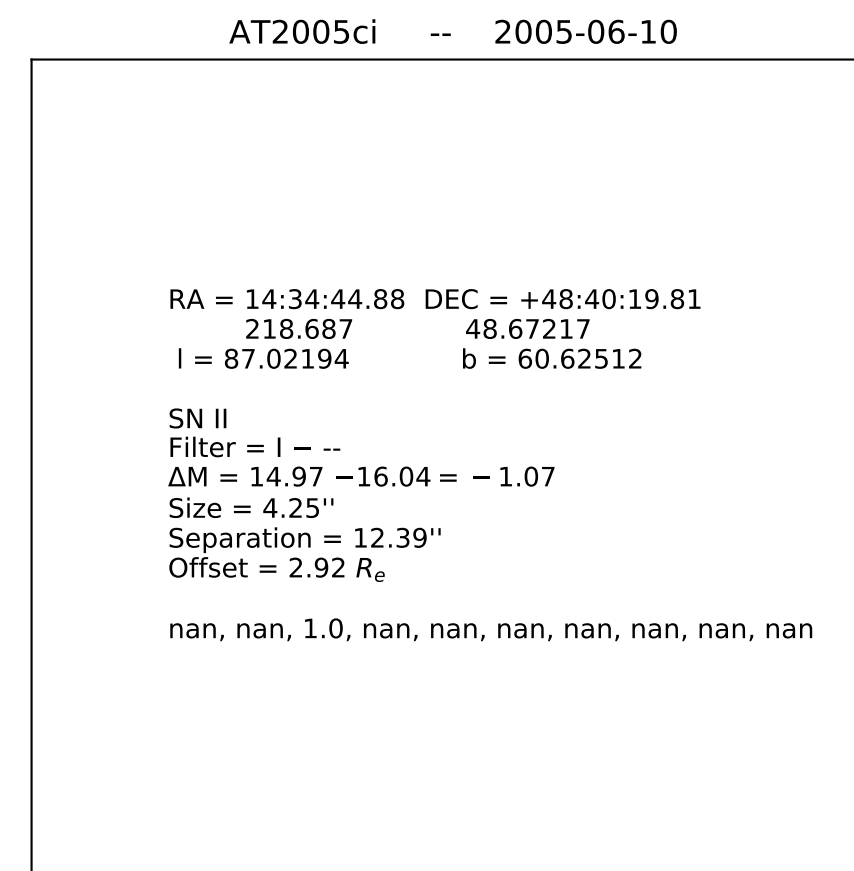 AT2005ci -- 2005-06-10
RA = 14:34:44.88 DEC = +48:40:19.81
218.687 48.67217
l = 87.02194 b = 60.62512
SN II
Filter = I − --
ΔM = 14.97 −16.04 = − 1.07
Size = 4.25''
Separation = 12.39''
Offset = 2.92 Rₑ
nan, nan, 1.0, nan, nan, nan, nan, nan, nan, nan